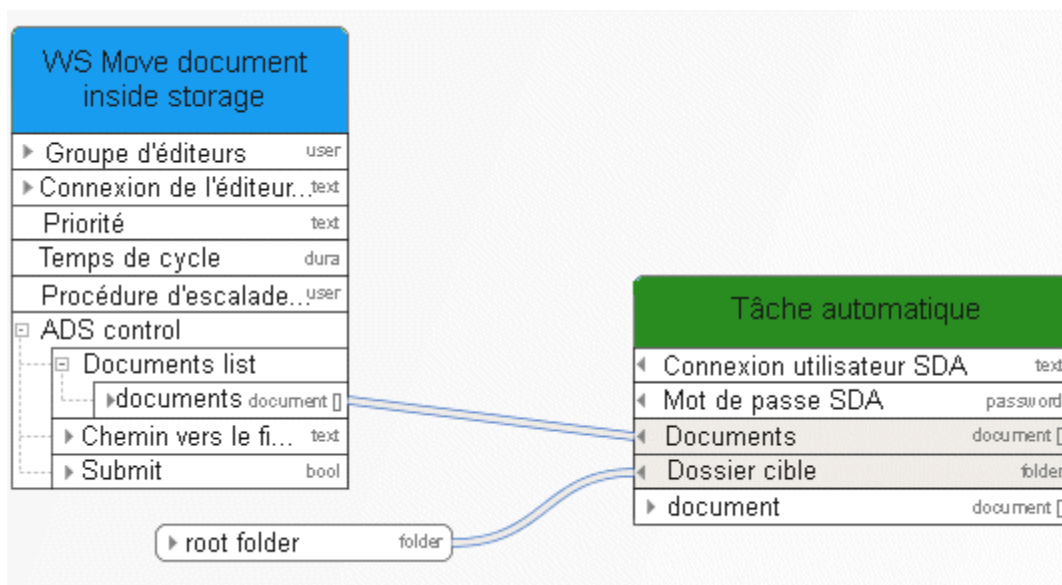 WS Move document
inside storage
Groupe d'éditeurs user
Connexion de l'éditeur... text
Priorité text
Temps de cycle dura
Procédure d'escalade... user
ADS control
Documents list
documents document []
Chemin vers le fi... text
Submit bool
root folder folder
Tâche automatique
Connexion utilisateur SDA text
Mot de passe SDA password
Documents document []
Dossier cible folder
document document []